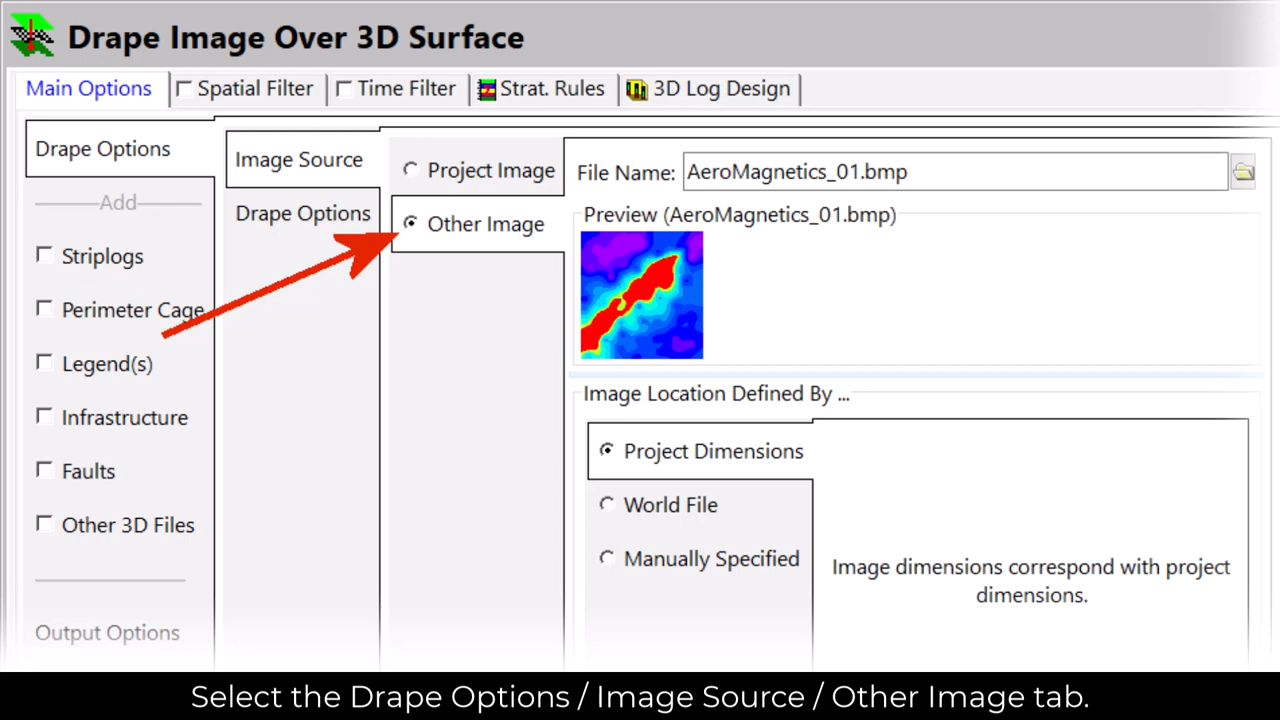 Drape Image Over 3D Surface
Main Options
Spatial Filter
Time Filter
Strat. Rules
3D Log Design
Drape Options
Add
Striplogs
Perimeter Cage
Legend(s)
Infrastructure
Faults
Other 3D Files
Output Options
Image Source
Drape Options
Project Image
Other Image
File Name: AeroMagnetics_01.bmp
Preview (AeroMagnetics_01.bmp)
Image Location Defined By ...
Project Dimensions
World File
Manually Specified
Image dimensions correspond with project
dimensions.
Select the Drape Options / Image Source / Other Image tab.